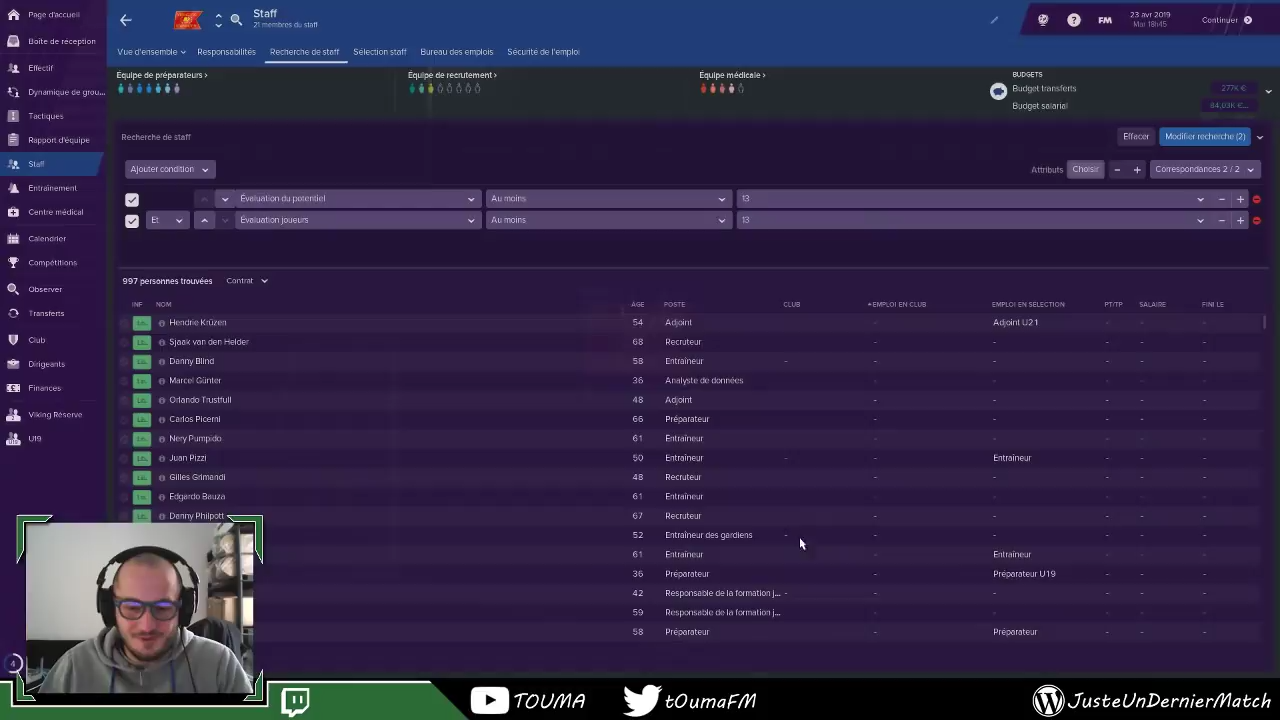 Page d'accueil
Boîte de réception
Effectif
Dynamique de grou...
Tactiques
Rapport d'équipe
Staff
Entraînement
Centre médical
Calendrier
Compétitions
Observer
Transferts
Club
Dirigeants
Finances
Viking Réserve
U19
4
Staff
21 membres du staff
FM
23 avr 2019
Mar 18h45
Continuer
Vue d'ensemble
Responsabilités
Recherche de staff
Sélection staff
Bureau des emplois
Sécurité de l'emploi
Équipe de préparateurs
Équipe de recrutement
Équipe médicale
BUDGETS
Budget transferts 277K €
Budget salarial 84,03K €...
Recherche de staff
Effacer
Modifier recherche (2)
Ajouter condition
Attributs Choisir - + Correspondances 2 / 2
Évaluation du potentiel Au moins 13 - +
Et Évaluation joueurs Au moins 13 - +
997 personnes trouvées Contrat
INF NOM ÂGE POSTE CLUB EMPLOI EN CLUB EMPLOI EN SÉLECTION PT/TP SALAIRE FINI LE
Hendrie Krüzen 54 Adjoint - Adjoint U21 - - -
Sjaak van den Helder 68 Recruteur - - - - -
Danny Blind 58 Entraîneur - - - - - -
Marcel Günter 36 Analyste de données - - - - -
Orlando Trustfull 48 Adjoint - - - - -
Carlos Picerni 66 Préparateur - - - - -
Nery Pumpido 61 Entraîneur - - - - -
Juan Pizzi 50 Entraîneur - - Entraîneur - - -
Gilles Grimandi 48 Recruteur - - - - -
Edgardo Bauza 61 Entraîneur - - - - -
Danny Philpott 67 Recruteur - - - - -
52 Entraîneur des gardiens - - - - - -
61 Entraîneur - Entraîneur - - -
36 Préparateur - Préparateur U19 - - -
42 Responsable de la formation j... - - - - - -
59 Responsable de la formation j... - - - - -
58 Préparateur - Préparateur - - -
TOUMA
tOumaFM
JusteUnDernierMatch